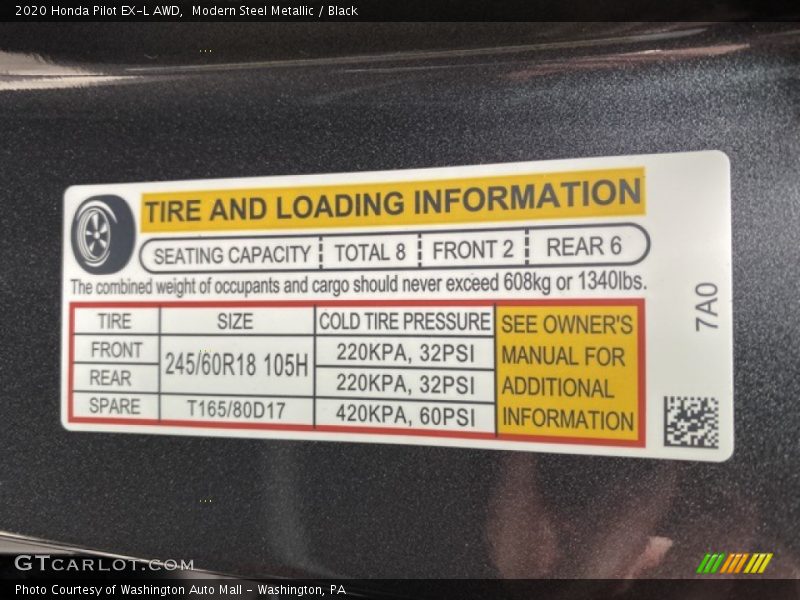 2020 Honda Pilot EX-L AWD, Modern Steel Metallic / Black
TIRE AND LOADING INFORMATION
SEATING CAPACITY TOTAL 8 FRONT 2 REAR 6
The combined weight of occupants and cargo should never exceed 608kg or 1340lbs.
TIRE SIZE COLD TIRE PRESSURE
FRONT 245/60R18 105H 220KPA, 32PSI
REAR 220KPA, 32PSI
SPARE T165/80D17 420KPA, 60PSI
SEE OWNER'S
MANUAL FOR
ADDITIONAL
INFORMATION
7A0
GTCARLOT.COM
Photo Courtesy of Washington Auto Mall - Washington, PA